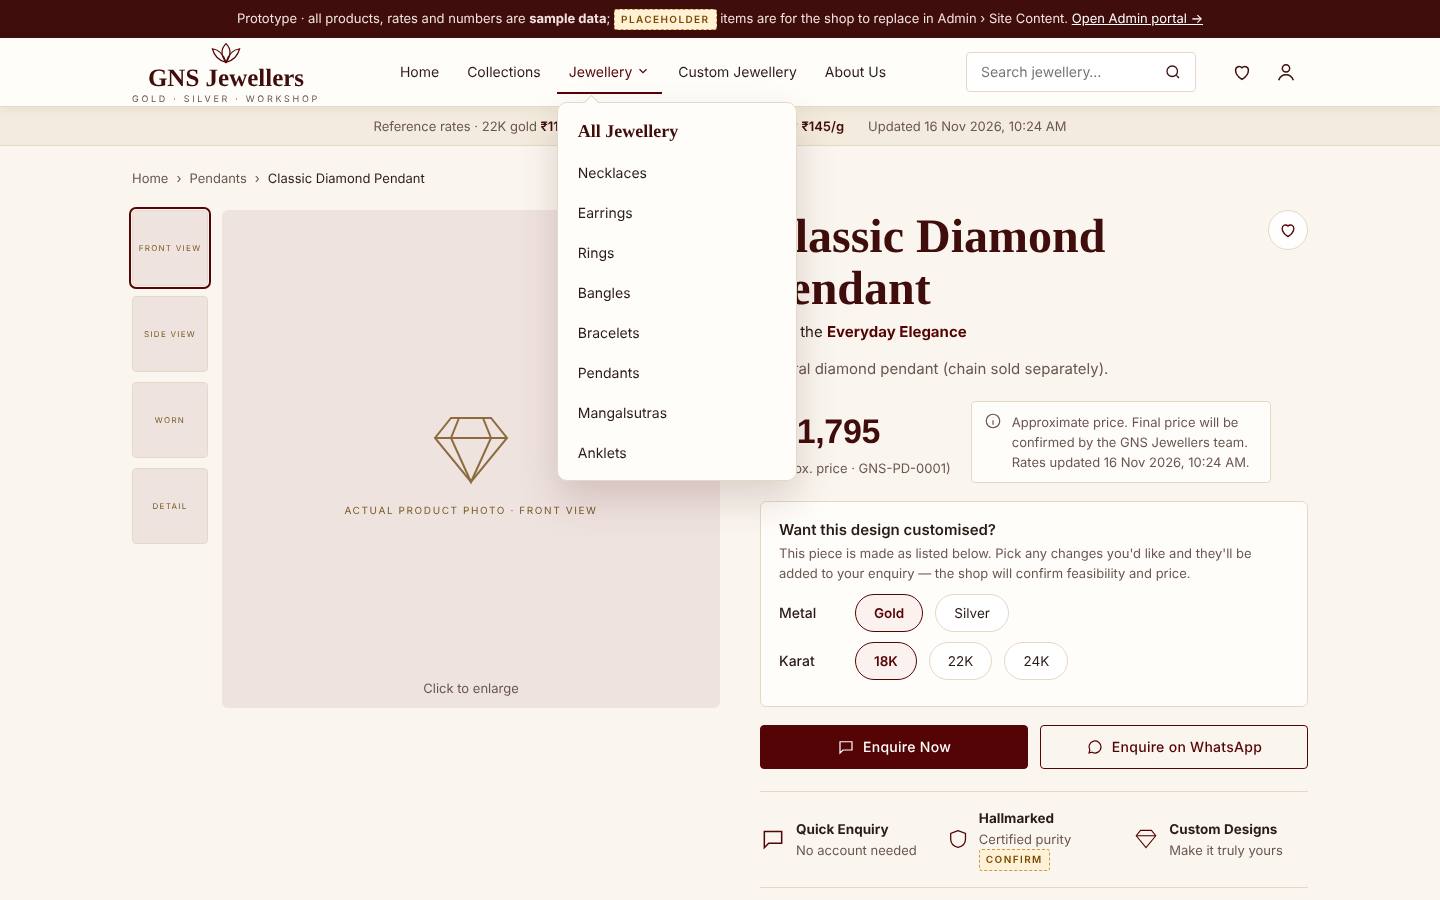 Prototype · all products, rates and numbers are sample data; PLACEHOLDER items are for the shop to replace in Admin › Site Content. Open Admin portal →
GNS Jewellers
GOLD · SILVER · WORKSHOP
Home
Collections
Jewellery
Custom Jewellery
About Us
Search jewellery...
Reference rates · 22K gold ₹11
₹145/g
Updated 16 Nov 2026, 10:24 AM
All Jewellery
Necklaces
Earrings
Rings
Bangles
Bracelets
Pendants
Mangalsutras
Anklets
Home › Pendants › Classic Diamond Pendant
FRONT VIEW
SIDE VIEW
WORN
DETAIL
ACTUAL PRODUCT PHOTO · FRONT VIEW
Click to enlarge
lassic Diamond
endant
the Everyday Elegance
ral diamond pendant (chain sold separately).
1,795
ox. price · GNS-PD-0001)
Approximate price. Final price will be
confirmed by the GNS Jewellers team.
Rates updated 16 Nov 2026, 10:24 AM.
Want this design customised?
This piece is made as listed below. Pick any changes you'd like and they'll be
added to your enquiry — the shop will confirm feasibility and price.
Metal
Gold
Silver
Karat
18K
22K
24K
Enquire Now
Enquire on WhatsApp
Quick Enquiry
No account needed
Hallmarked
Certified purity
CONFIRM
Custom Designs
Make it truly yours